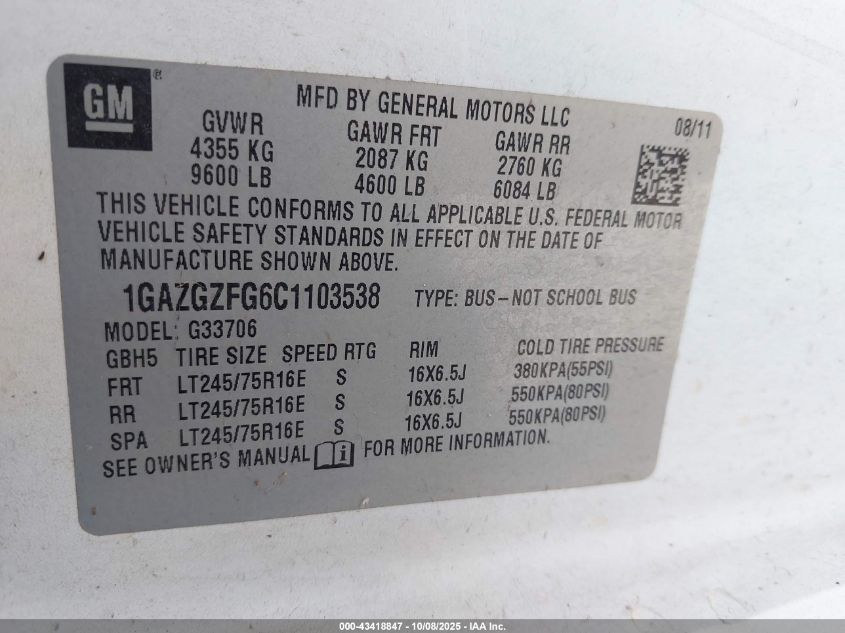 GM ®
MFD BY GENERAL MOTORS LLC
08/11
GVWR GAWR FRT GAWR RR
4355 KG 2087 KG 2760 KG
9600 LB 4600 LB 6084 LB
THIS VEHICLE CONFORMS TO ALL APPLICABLE U.S. FEDERAL MOTOR
VEHICLE SAFETY STANDARDS IN EFFECT ON THE DATE OF
MANUFACTURE SHOWN ABOVE.
1GAZGZFG6C1103538 TYPE: BUS-NOT SCHOOL BUS
MODEL: G33706
GBH5 TIRE SIZE SPEED RTG RIM COLD TIRE PRESSURE
FRT LT245/75R16E S 16X6.5J 380KPA(55PSI)
RR LT245/75R16E S 16X6.5J 550KPA(80PSI)
SPA LT245/75R16E S 16X6.5J 550KPA(80PSI)
SEE OWNER'S MANUAL i FOR MORE INFORMATION.
000-43418847 - 10/08/2025 - IAA Inc.